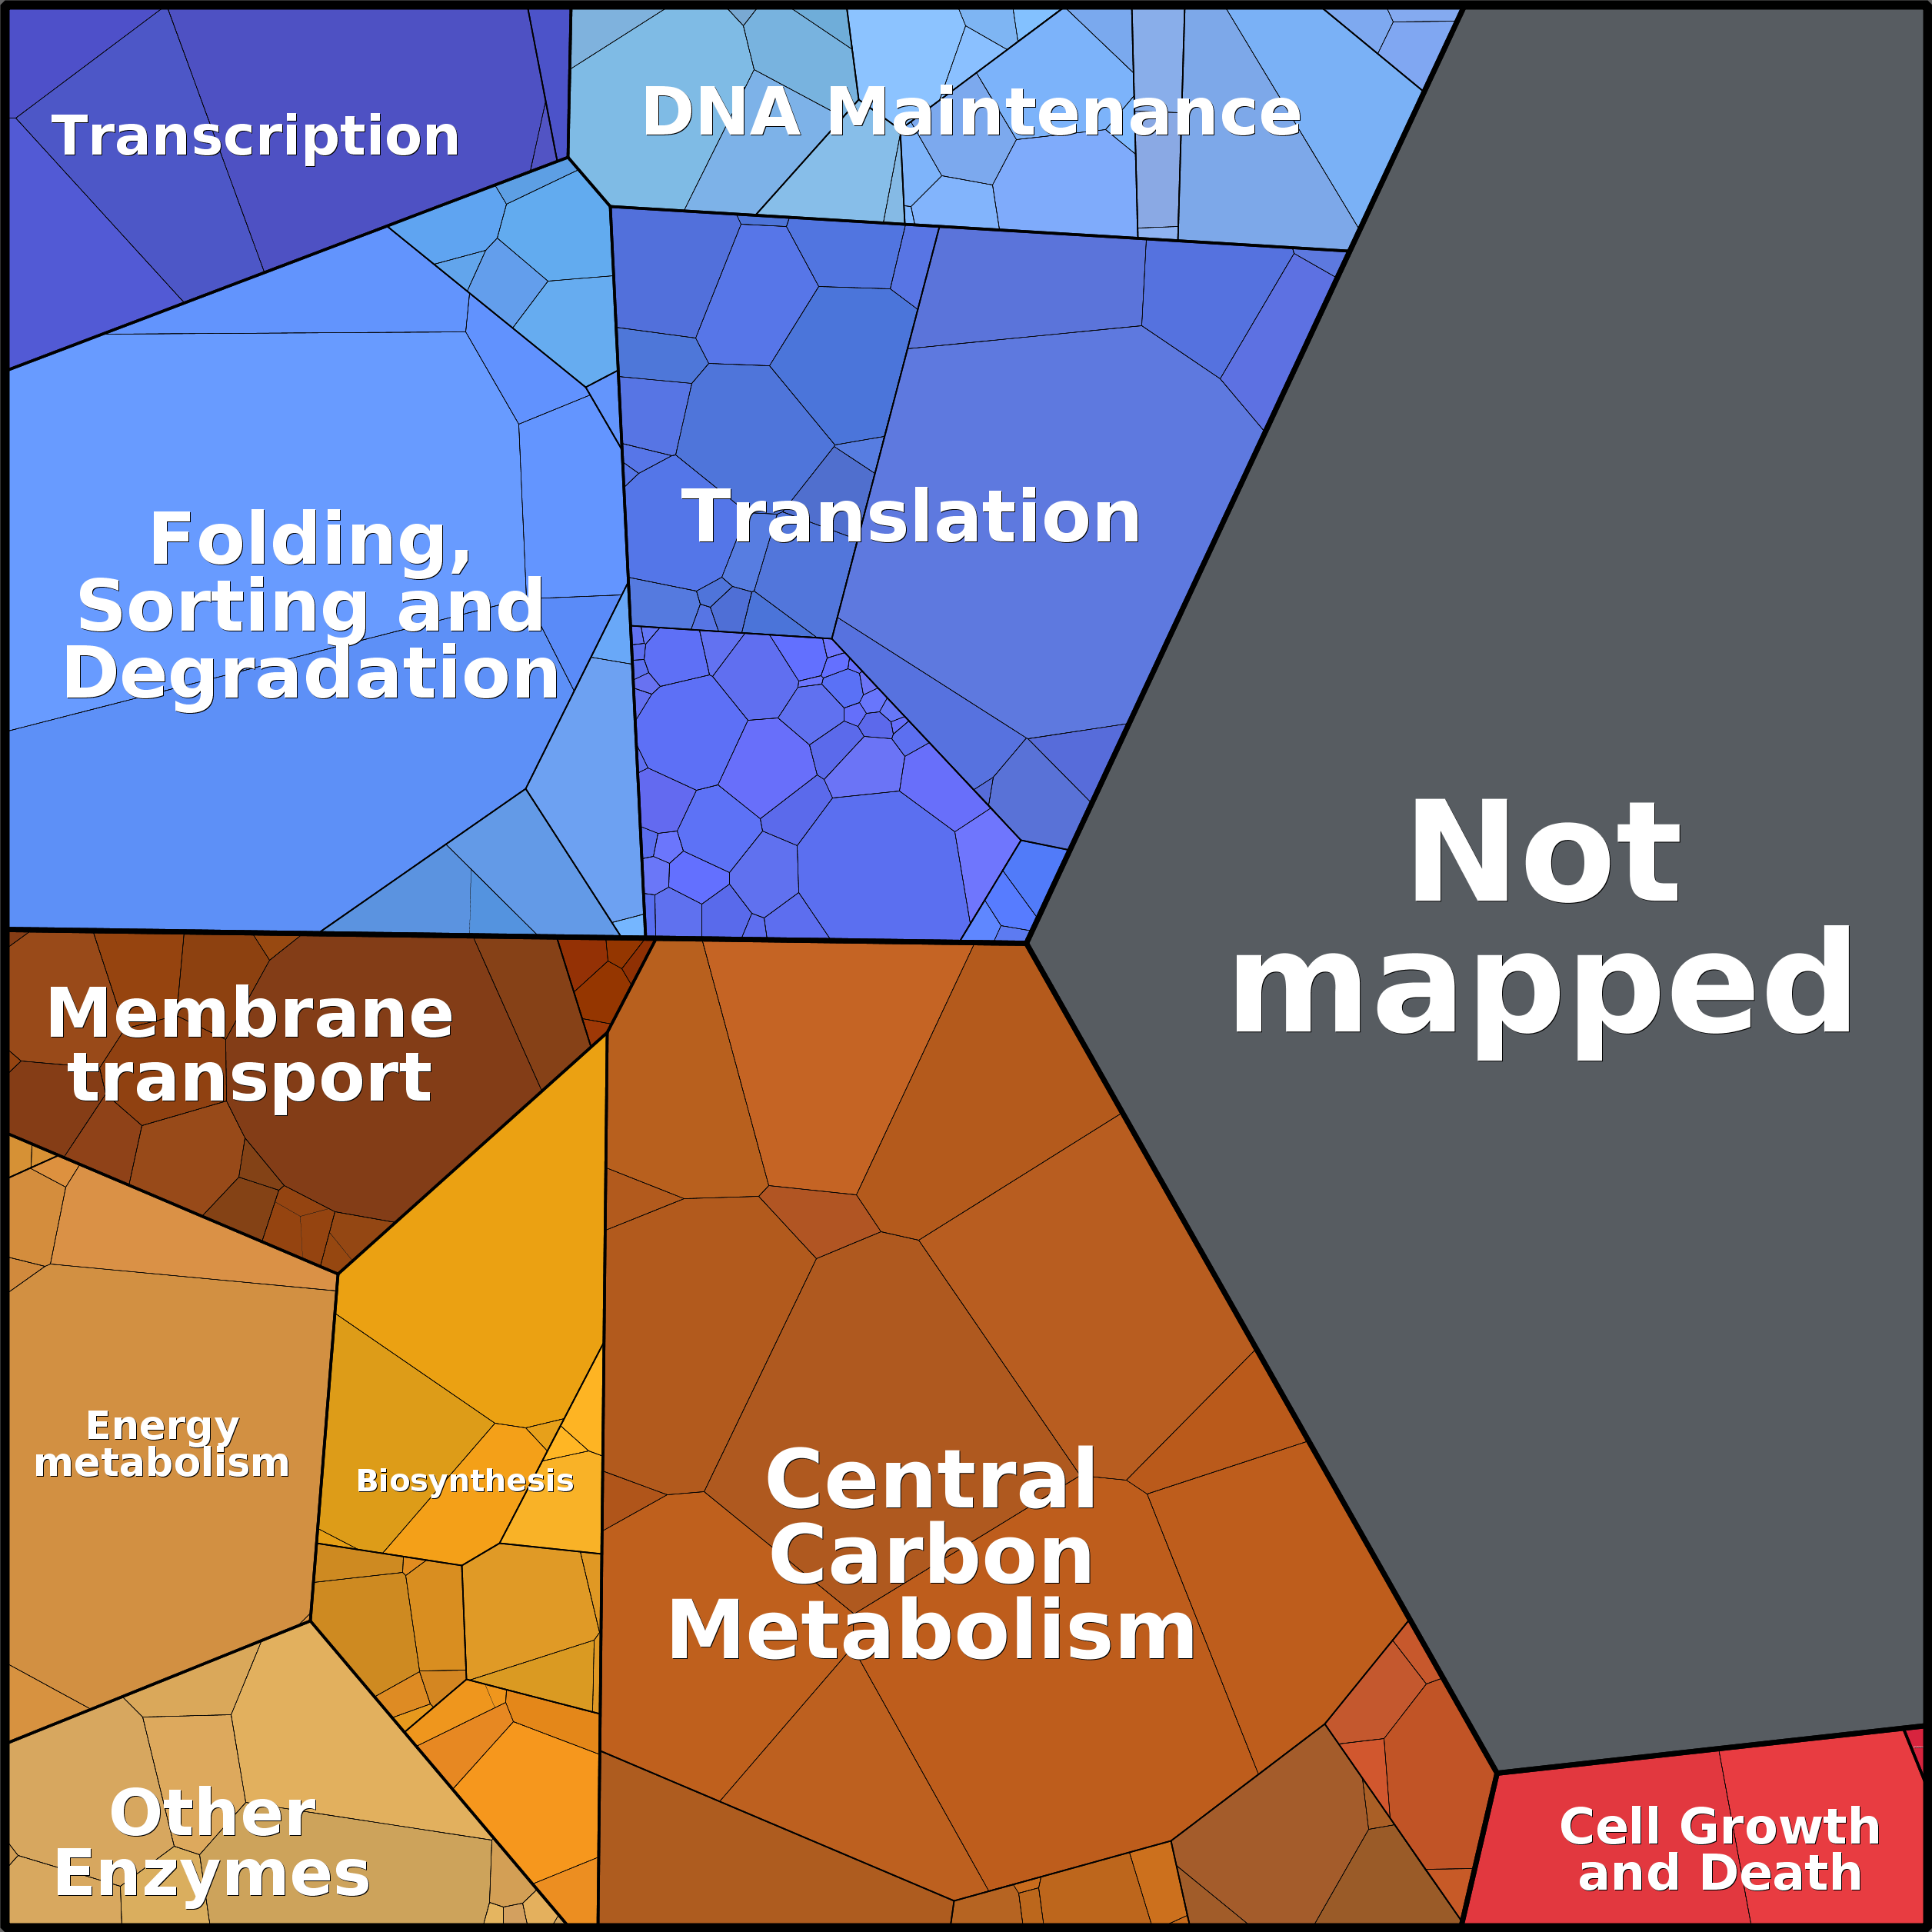 Transcription
DNA Maintenance
Folding,
Sorting and
Degradation
Translation
Not
mapped
Membrane
transport
Energy
metabolism
Biosynthesis
Central
Carbon
Metabolism
Other
Enzymes
Cell Growth
and Death